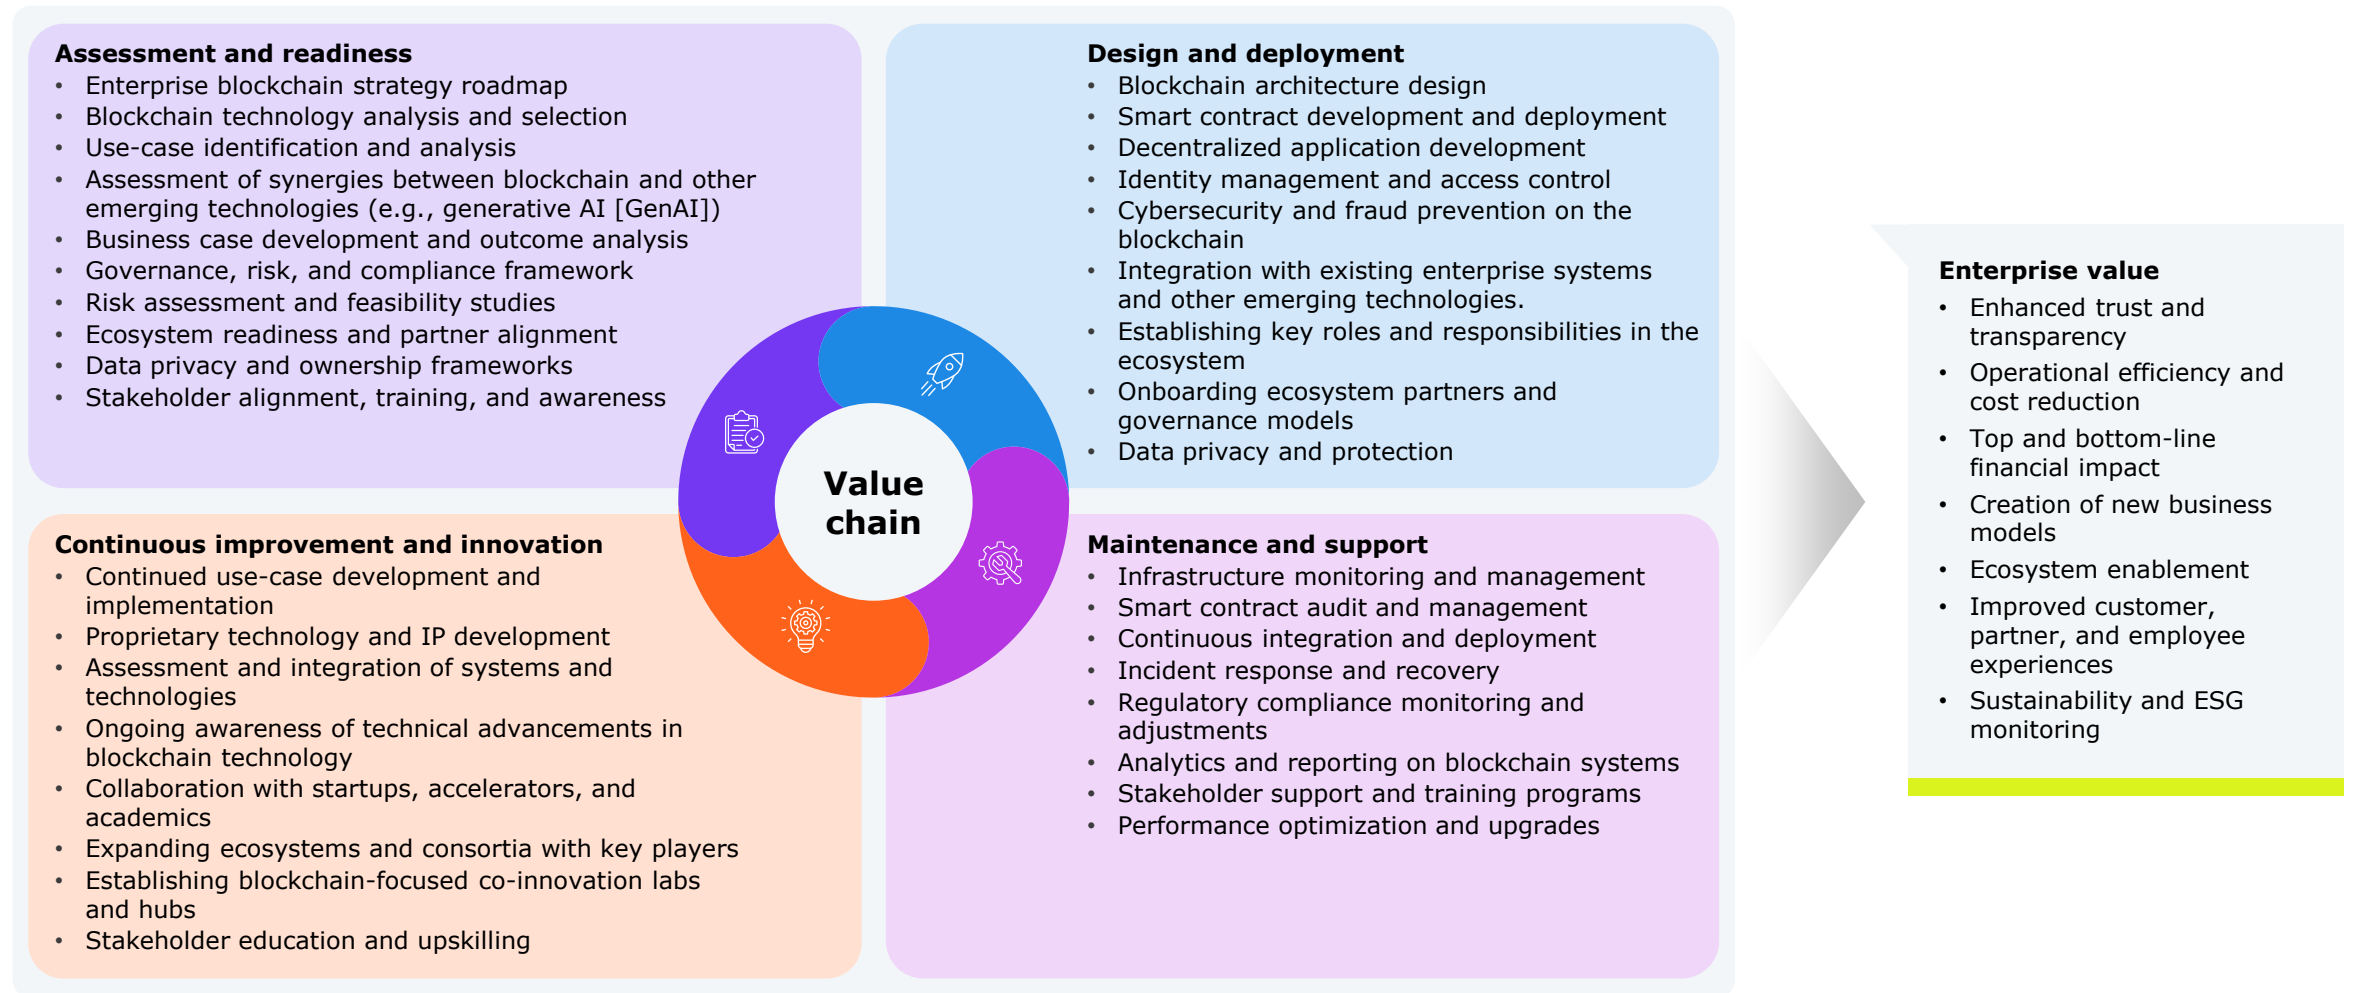 Assessment and readiness
• Enterprise blockchain strategy roadmap
• Blockchain technology analysis and selection
• Use-case identification and analysis
• Assessment of synergies between blockchain and other
emerging technologies (e.g., generative AI [GenAI])
• Business case development and outcome analysis
• Governance, risk, and compliance framework
• Risk assessment and feasibility studies
• Ecosystem readiness and partner alignment
• Data privacy and ownership frameworks
• Stakeholder alignment, training, and awareness
Design and deployment
• Blockchain architecture design
• Smart contract development and deployment
• Decentralized application development
• Identity management and access control
• Cybersecurity and fraud prevention on the
blockchain
• Integration with existing enterprise systems
and other emerging technologies.
• Establishing key roles and responsibilities in the
ecosystem
• Onboarding ecosystem partners and
governance models
• Data privacy and protection
Value
chain
Continuous improvement and innovation
• Continued use-case development and
implementation
• Proprietary technology and IP development
• Assessment and integration of systems and
technologies
• Ongoing awareness of technical advancements in
blockchain technology
• Collaboration with startups, accelerators, and
academics
• Expanding ecosystems and consortia with key players
• Establishing blockchain-focused co-innovation labs
and hubs
• Stakeholder education and upskilling
Maintenance and support
• Infrastructure monitoring and management
• Smart contract audit and management
• Continuous integration and deployment
• Incident response and recovery
• Regulatory compliance monitoring and
adjustments
• Analytics and reporting on blockchain systems
• Stakeholder support and training programs
• Performance optimization and upgrades
Enterprise value
• Enhanced trust and
transparency
• Operational efficiency and
cost reduction
• Top and bottom-line
financial impact
• Creation of new business
models
• Ecosystem enablement
• Improved customer,
partner, and employee
experiences
• Sustainability and ESG
monitoring